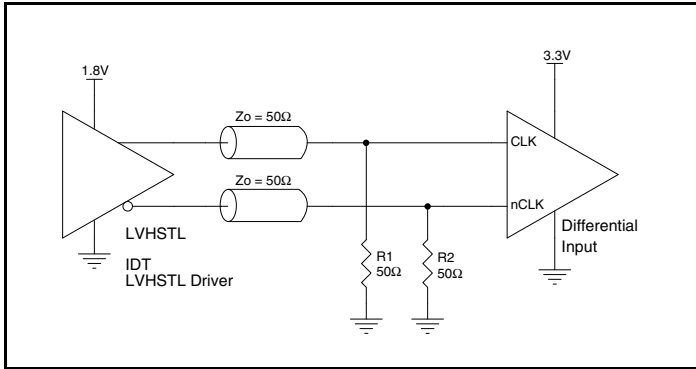 1.8V
3.3V
Zo = 50Ω
CLK
Zo = 50Ω
nCLK
LVHSTL
Differential
Input
IDT
LVHSTL Driver
R1
50Ω
R2
50Ω